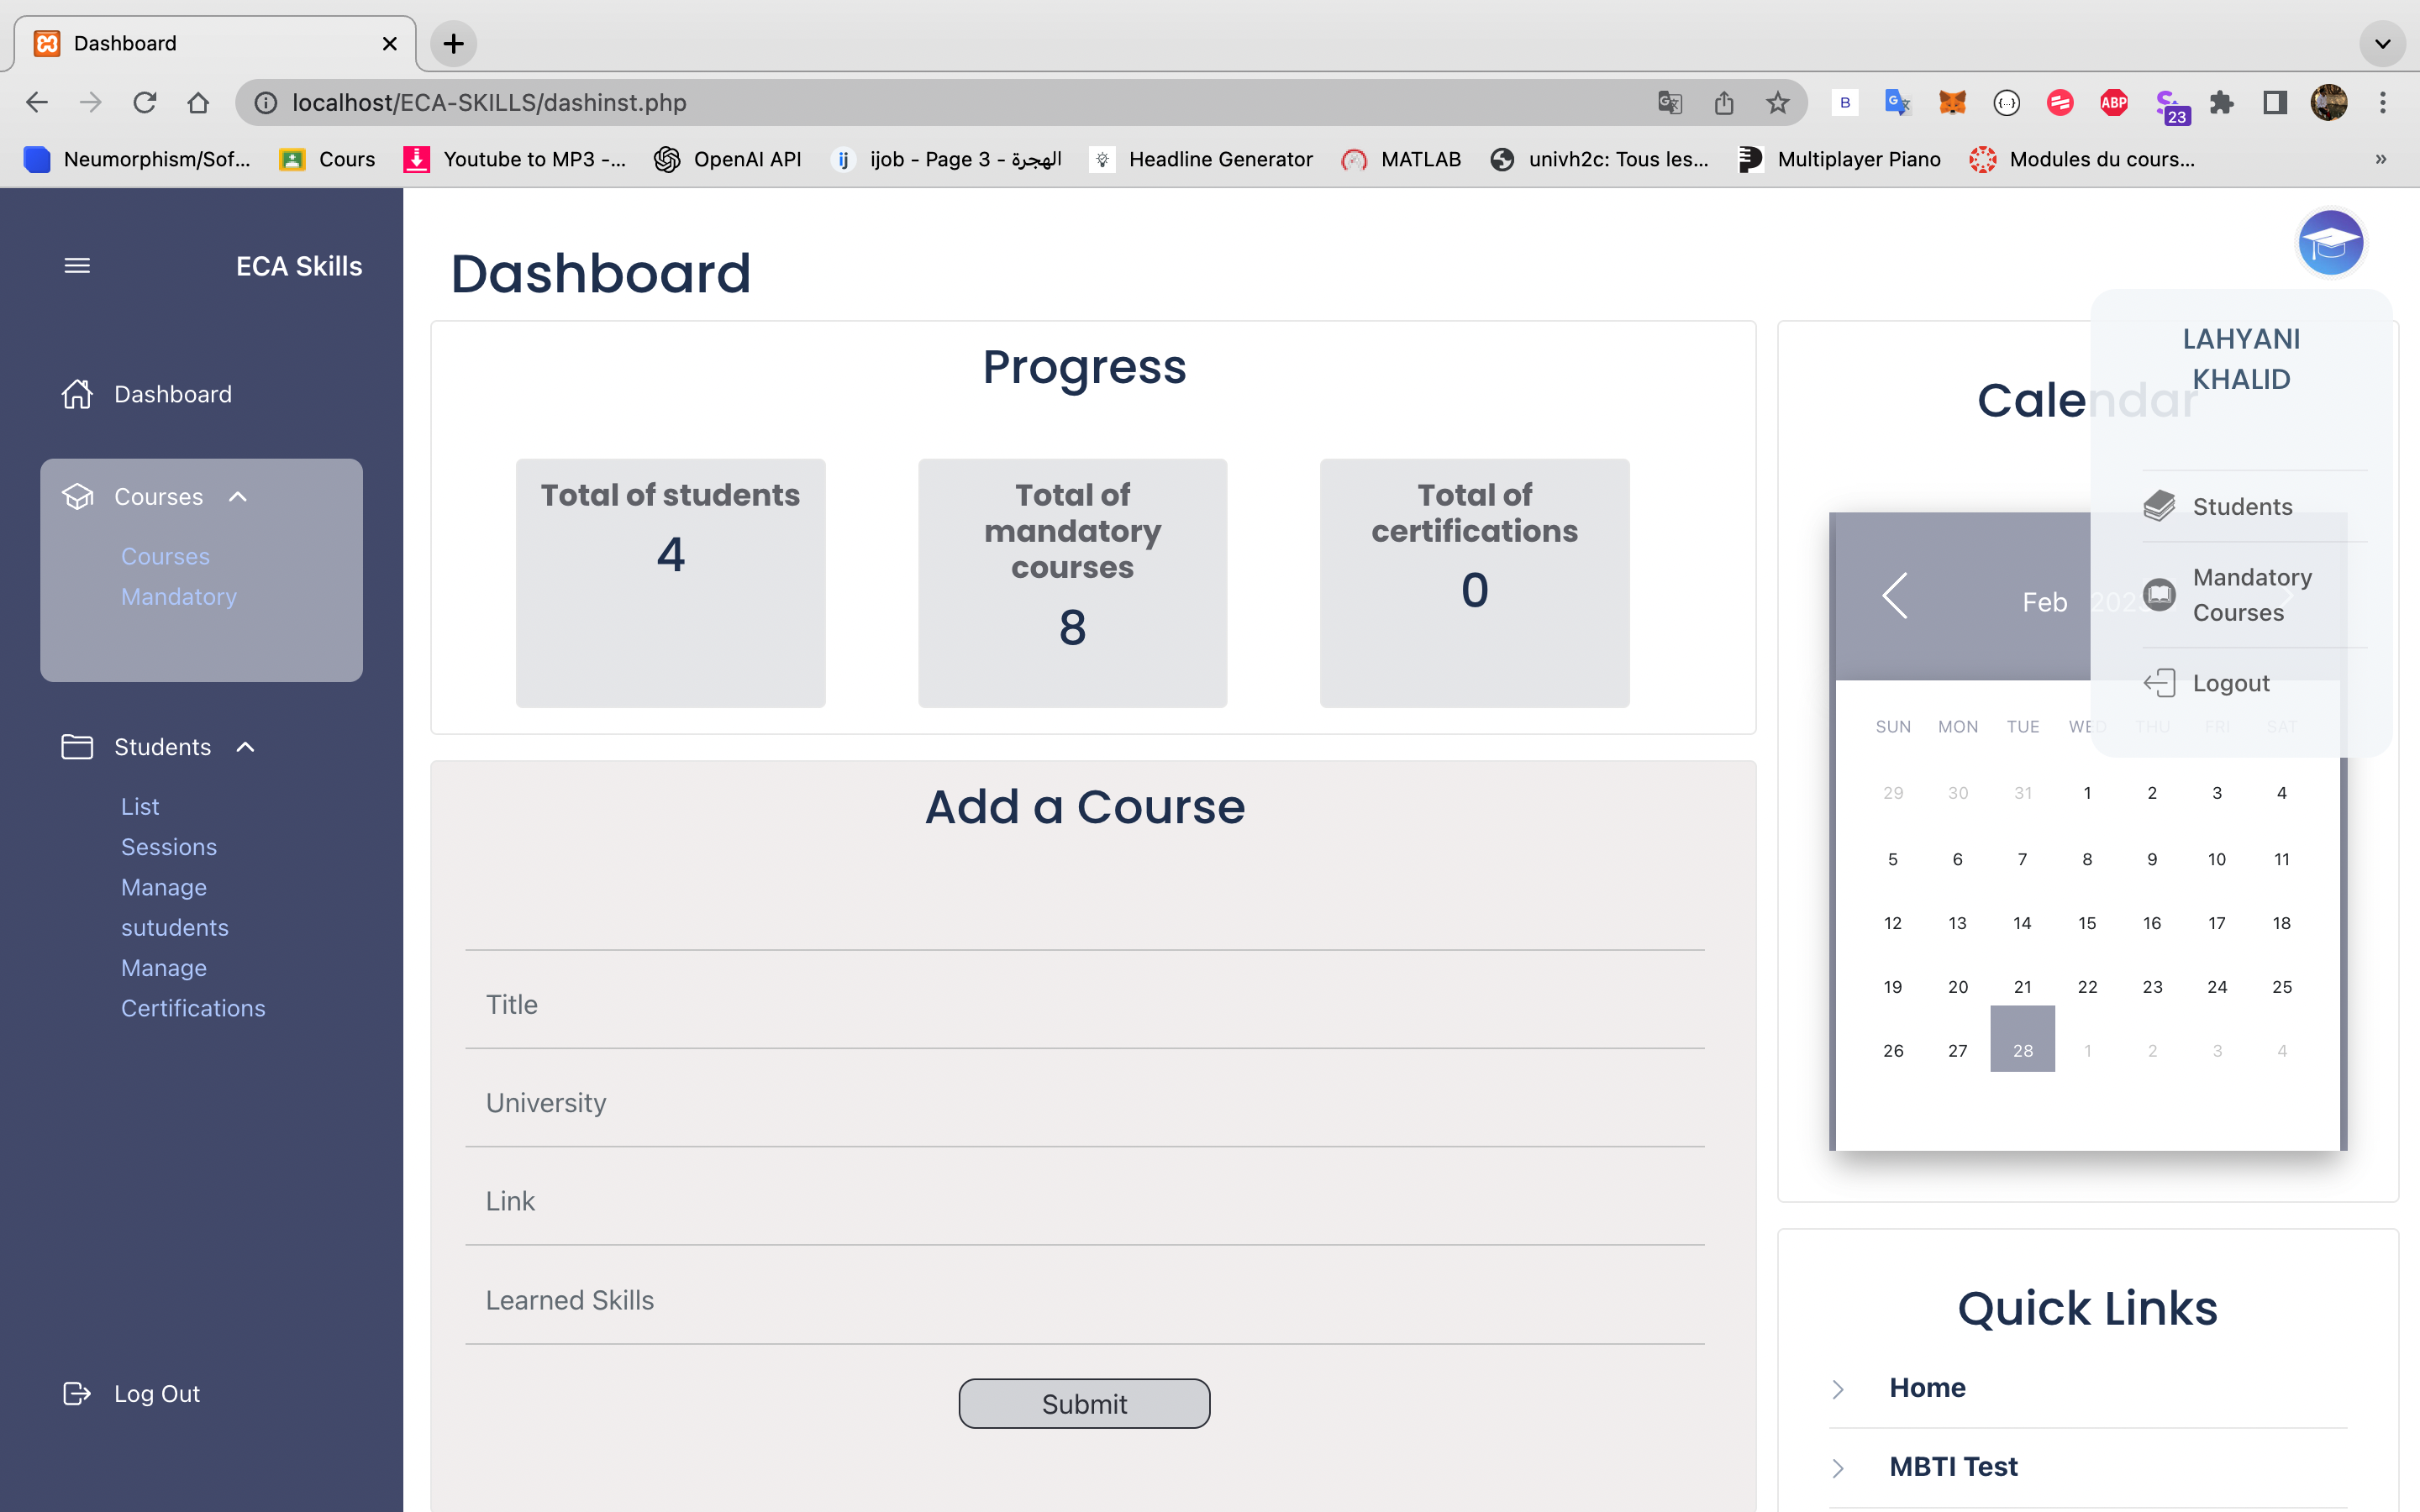 Dashboard
localhost/ECA-SKILLS/dashinst.php
B
ABP
23
Neumorphism/Sof...
Cours
Youtube to MP3 -...
OpenAI API
ij
ijob - Page 3 - الهجرة
Headline Generator
MATLAB
univh2c: Tous les...
Multiplayer Piano
Modules du cours...
»
ECA Skills
Dashboard
Courses
Courses
Mandatory
Students
List
Sessions
Manage
sutudents
Manage
Certifications
Log Out
Dashboard
Progress
Total of students
4
Total of
mandatory
courses
8
Total of
certifications
0
Add a Course
Title
University
Link
Learned Skills
Submit
LAHYANI
KHALID
Students
Mandatory
Courses
Logout
Calendar
Feb 2023
SUN MON TUE WED THU FRI SAT
29 30 31 1 2 3 4
5 6 7 8 9 10 11
12 13 14 15 16 17 18
19 20 21 22 23 24 25
26 27 28 1 2 3 4
Quick Links
Home
MBTI Test